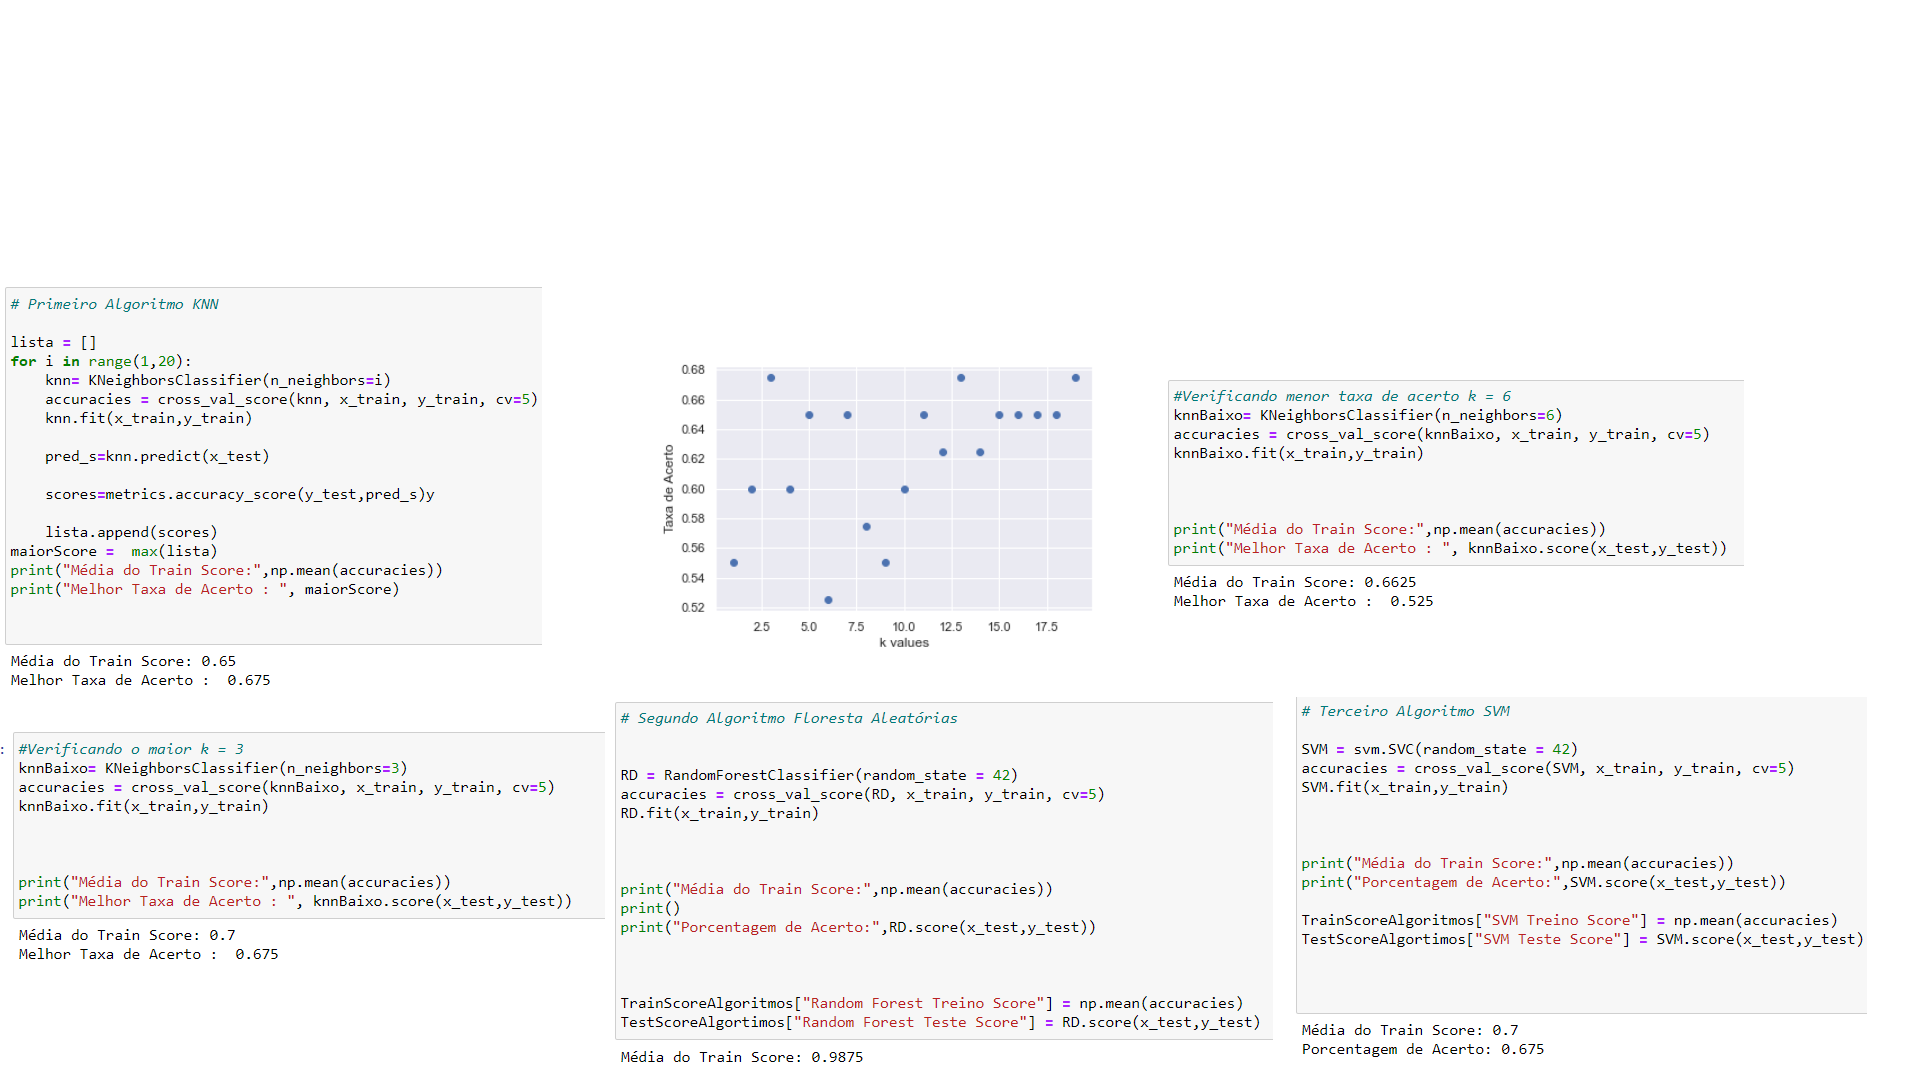 # Primeiro Algoritmo KNN
lista = []
for i in range(1,20):
    knn= KNeighborsClassifier(n_neighbors=i)
    accuracies = cross_val_score(knn, x_train, y_train, cv=5)
    knn.fit(x_train,y_train)
    pred_s=knn.predict(x_test)
    scores=metrics.accuracy_score(y_test,pred_s)y
    lista.append(scores)
maiorScore =  max(lista)
print("Média do Train Score:",np.mean(accuracies))
print("Melhor Taxa de Acerto : ", maiorScore)
Média do Train Score: 0.65
Melhor Taxa de Acerto :  0.675
0.68
0.66
0.64
0.62
0.60
0.58
0.56
0.54
0.52
Taxa de Acerto
2.5 5.0 7.5 10.0 12.5 15.0 17.5
k values
#Verificando menor taxa de acerto k = 6
knnBaixo= KNeighborsClassifier(n_neighbors=6)
accuracies = cross_val_score(knnBaixo, x_train, y_train, cv=5)
knnBaixo.fit(x_train,y_train)
print("Média do Train Score:",np.mean(accuracies))
print("Melhor Taxa de Acerto : ", knnBaixo.score(x_test,y_test))
Média do Train Score: 0.6625
Melhor Taxa de Acerto :  0.525
:
#Verificando o maior k = 3
knnBaixo= KNeighborsClassifier(n_neighbors=3)
accuracies = cross_val_score(knnBaixo, x_train, y_train, cv=5)
knnBaixo.fit(x_train,y_train)
print("Média do Train Score:",np.mean(accuracies))
print("Melhor Taxa de Acerto : ", knnBaixo.score(x_test,y_test))
Média do Train Score: 0.7
Melhor Taxa de Acerto :  0.675
# Segundo Algoritmo Floresta Aleatórias
RD = RandomForestClassifier(random_state = 42)
accuracies = cross_val_score(RD, x_train, y_train, cv=5)
RD.fit(x_train,y_train)
print("Média do Train Score:",np.mean(accuracies))
print()
print("Porcentagem de Acerto:",RD.score(x_test,y_test))
TrainScoreAlgoritmos["Random Forest Treino Score"] = np.mean(accuracies)
TestScoreAlgortimos["Random Forest Teste Score"] = RD.score(x_test,y_test)
Média do Train Score: 0.9875
# Terceiro Algoritmo SVM
SVM = svm.SVC(random_state = 42)
accuracies = cross_val_score(SVM, x_train, y_train, cv=5)
SVM.fit(x_train,y_train)
print("Média do Train Score:",np.mean(accuracies))
print("Porcentagem de Acerto:",SVM.score(x_test,y_test))
TrainScoreAlgoritmos["SVM Treino Score"] = np.mean(accuracies)
TestScoreAlgortimos["SVM Teste Score"] = SVM.score(x_test,y_test)
Média do Train Score: 0.7
Porcentagem de Acerto: 0.675